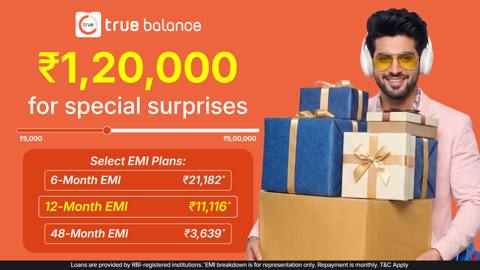 true
true balance
₹1,20,000
for special surprises
₹5,000
₹5,00,000
Select EMI Plans:
6-Month EMI ₹21,182*
12-Month EMI ₹11,116*
48-Month EMI ₹3,639*
Loans are provided by RBI-registered institutions. *EMI breakdown is for representation only. Repayment is monthly. T&C Apply